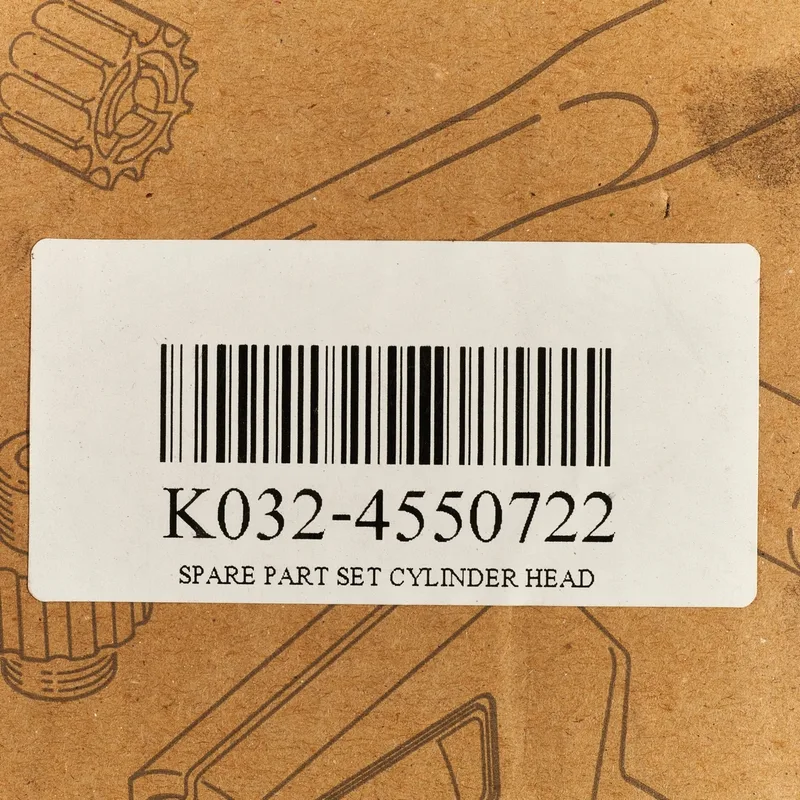 K032-4550722
SPARE PART SET CYLINDER HEAD